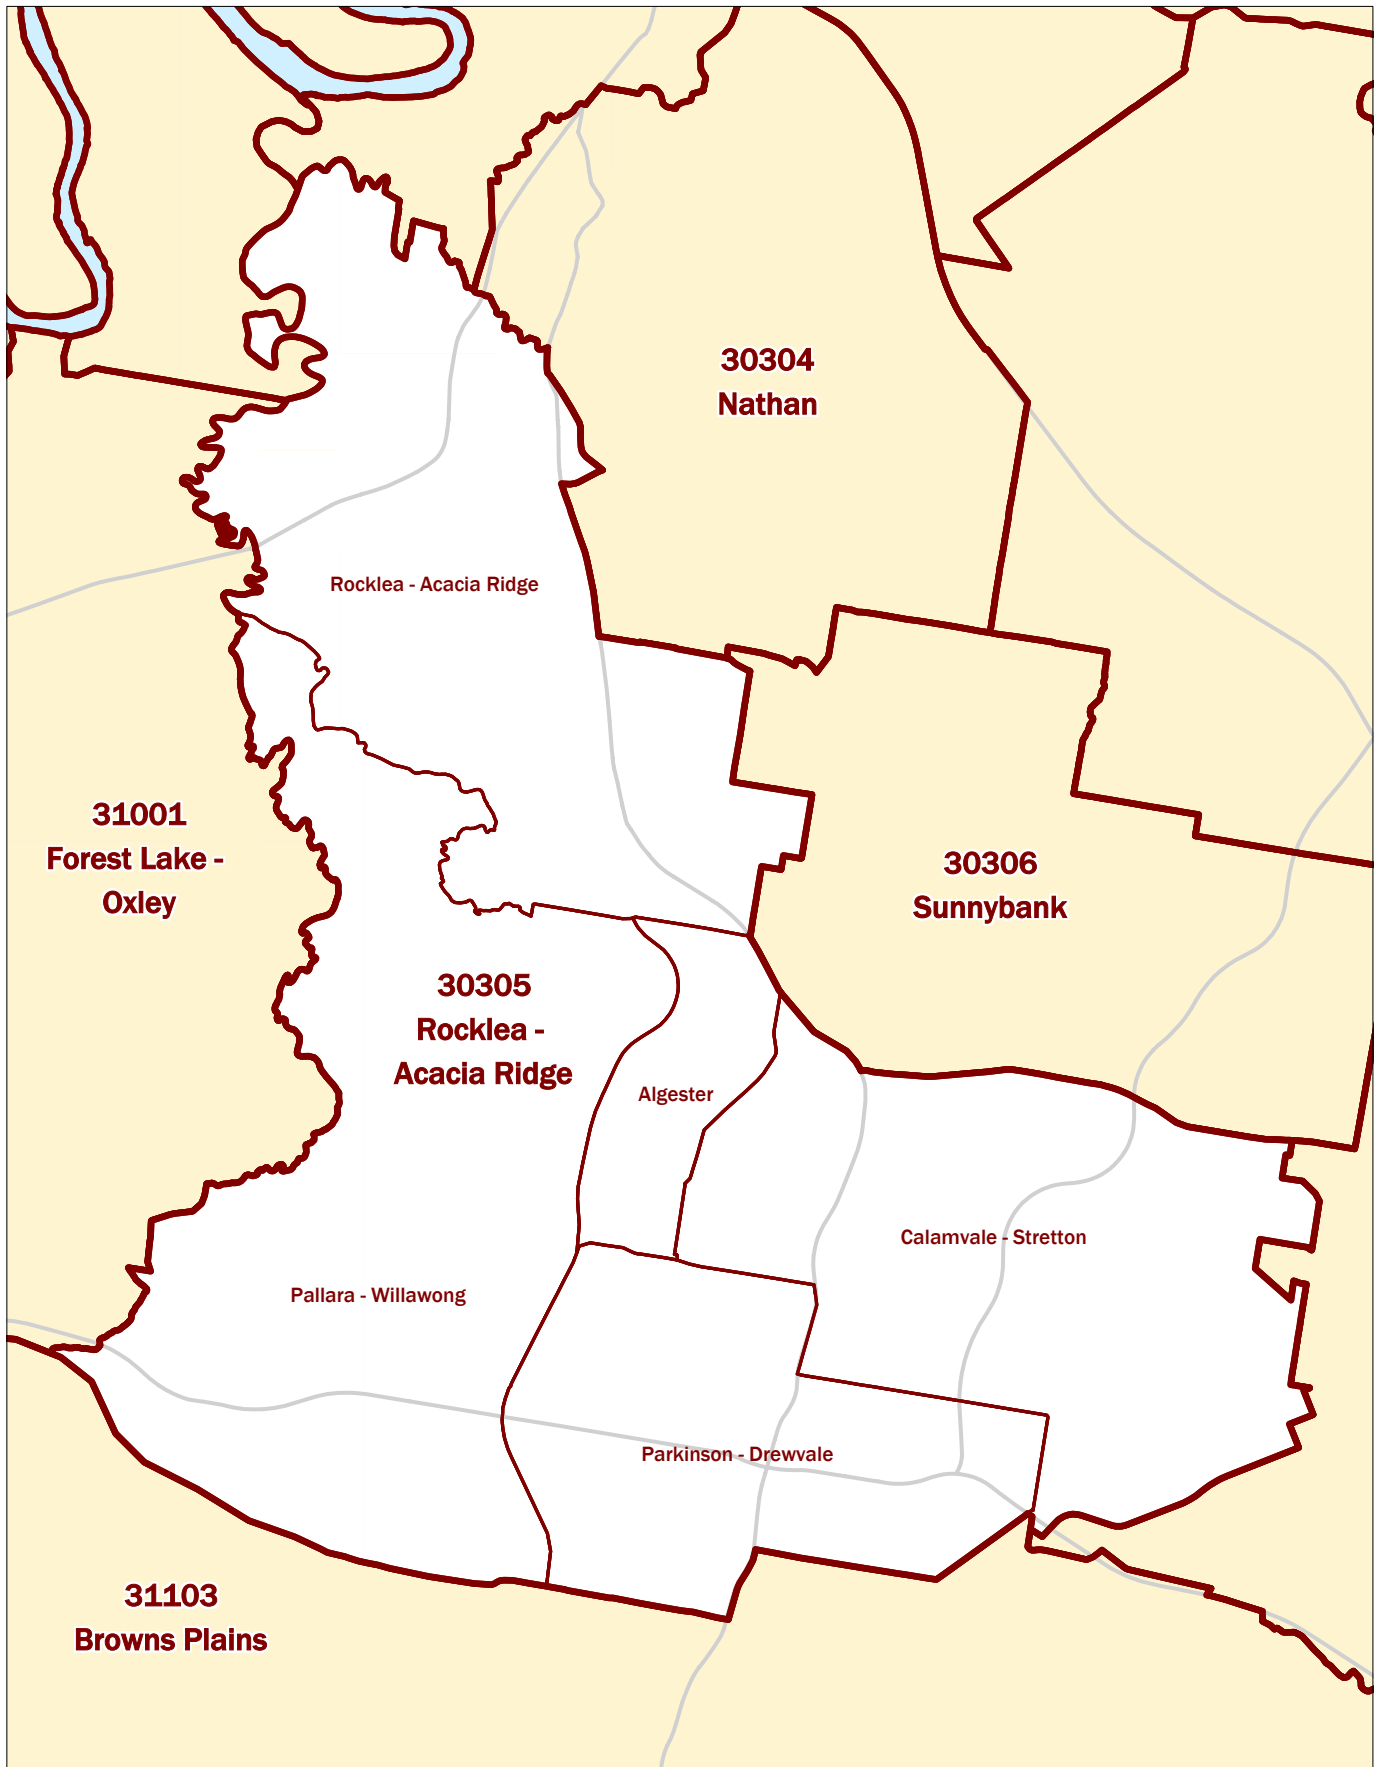 30304
Nathan
Rocklea - Acacia Ridge
31001
Forest Lake -
Oxley
30306
Sunnybank
30305
Rocklea -
Acacia Ridge
Algester
Calamvale - Stretton
Pallara - Willawong
Parkinson - Drewvale
31103
Browns Plains